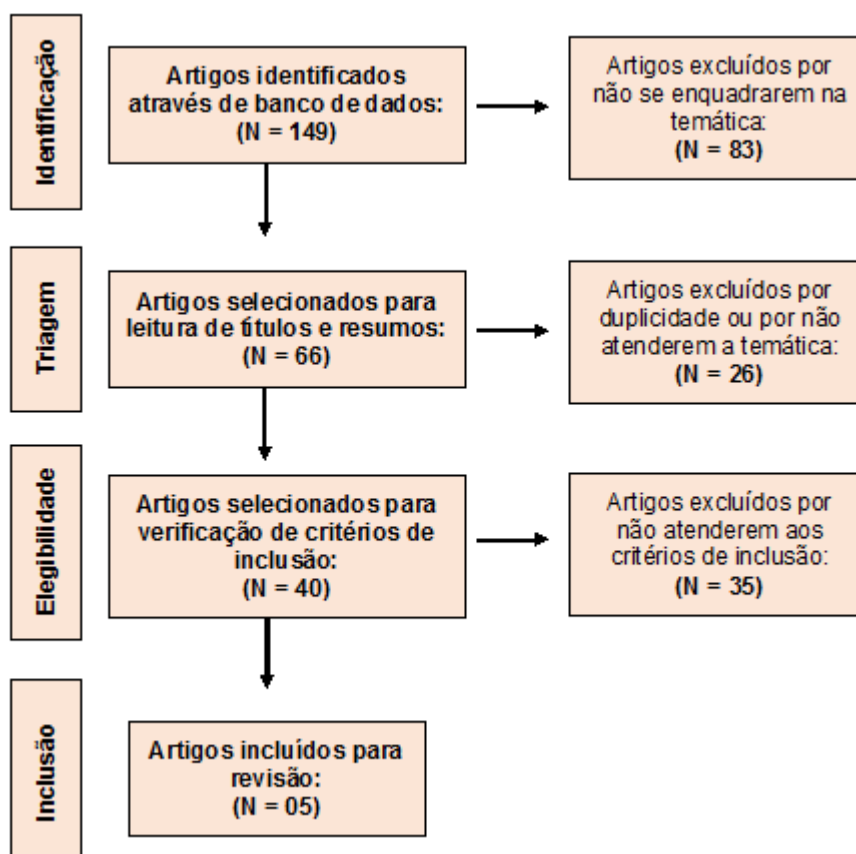 Identificação
Artigos identificados
através de banco de dados:
(N = 149)
Artigos excluídos por
não se enquadrarem na
temática:
(N = 83)
Triagem
Artigos selecionados para
leitura de títulos e resumos:
(N = 66)
Artigos excluídos por
duplicidade ou por não
atenderem a temática:
(N = 26)
Elegibilidade
Artigos selecionados para
verificação de critérios de
inclusão:
(N = 40)
Artigos excluídos por
não atenderem aos
critérios de inclusão:
(N = 35)
Inclusão
Artigos incluídos para
revisão:
(N = 05)